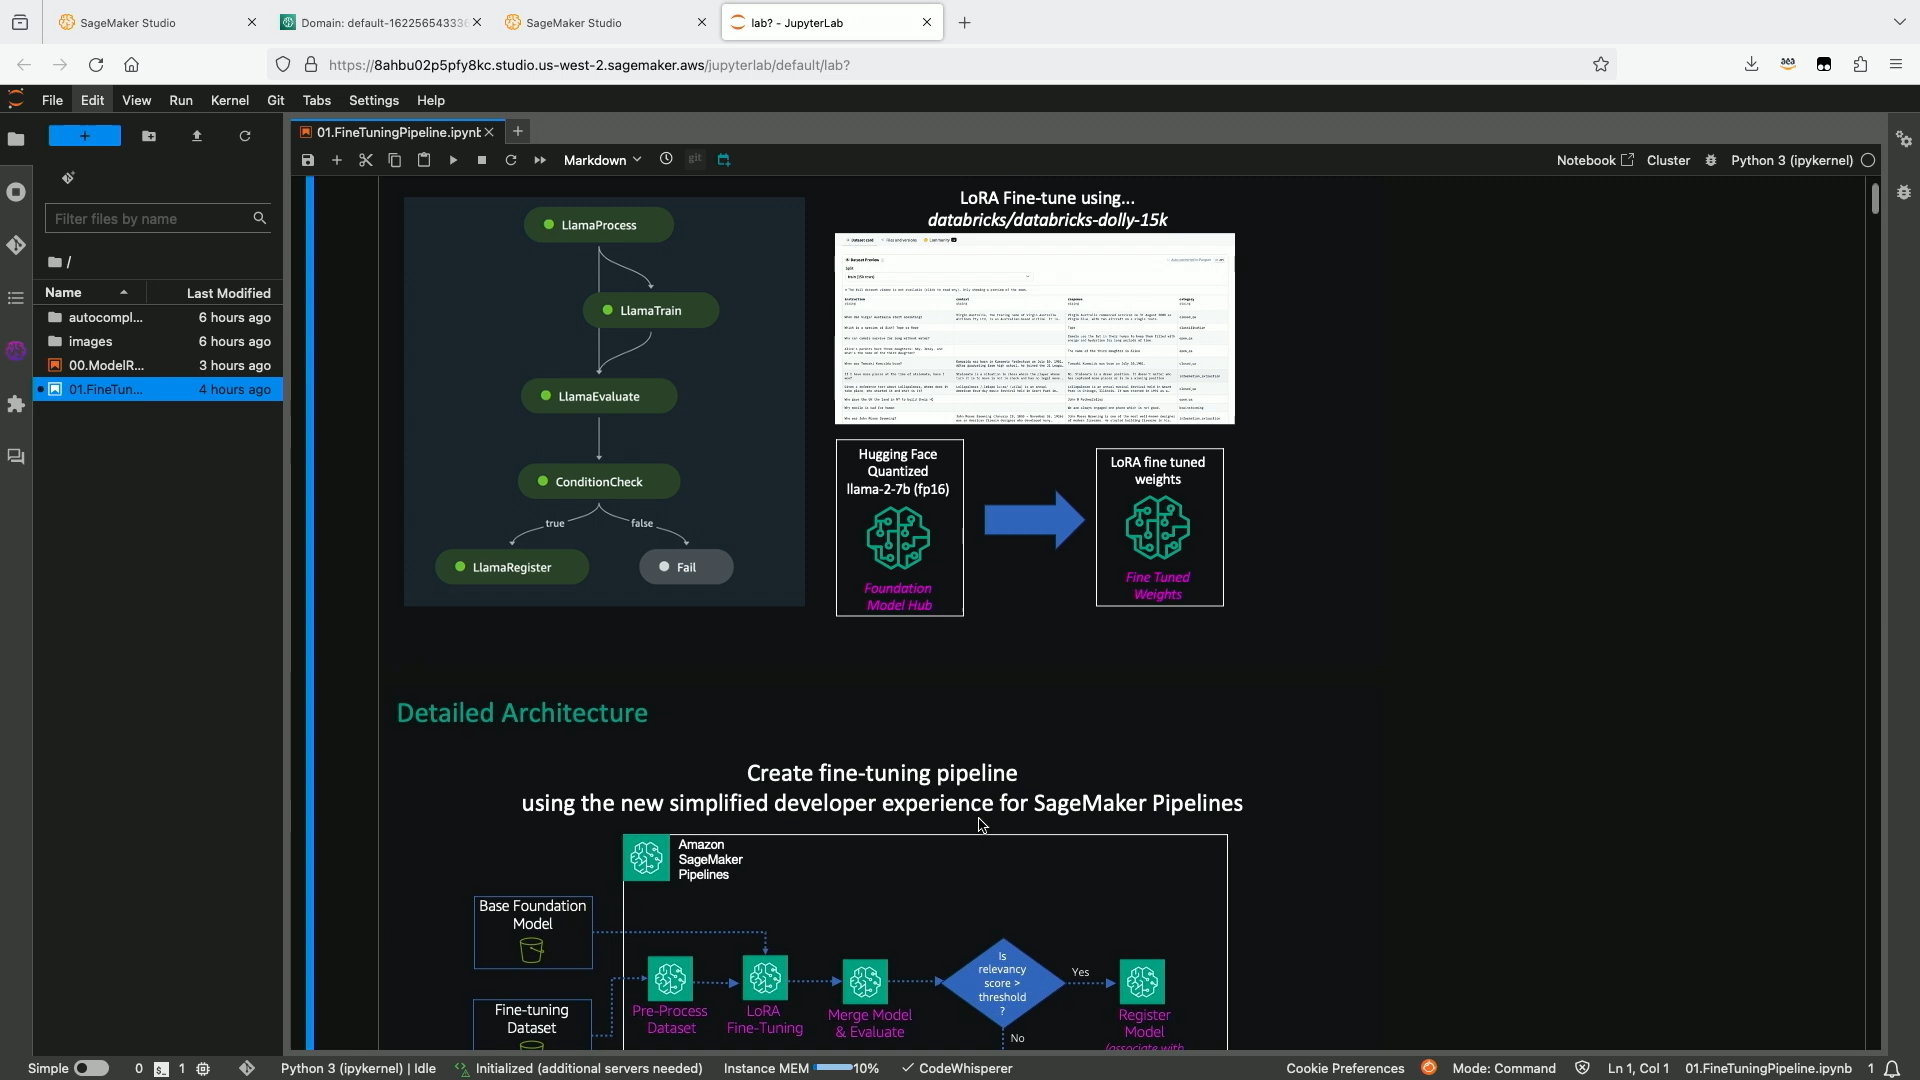 SageMaker Studio
Domain: default-1622565433
SageMaker Studio
lab? - JupyterLab
https://8ahbu02p5pfy8kc.studio.us-west-2.sagemaker.aws/jupyterlab/default/lab?
File Edit View Run Kernel Git Tabs Settings Help
01.FineTuningPipeline.ipynb
Markdown
git
Notebook
Cluster
Python 3 (ipykernel)
Filter files by name
/
Name Last Modified
autocompl... 6 hours ago
images 6 hours ago
00.ModelR... 3 hours ago
01.FineTun... 4 hours ago
LlamaProcess
LlamaTrain
LlamaEvaluate
ConditionCheck
true false
LlamaRegister
Fail
LoRA Fine-tune using...
databricks/databricks-dolly-15k
Hugging Face
Quantized
llama-2-7b (fp16)
Foundation
Model Hub
LoRA fine tuned
weights
Fine Tuned
Weights
Detailed Architecture
Create fine-tuning pipeline
using the new simplified developer experience for SageMaker Pipelines
Amazon
SageMaker
Pipelines
Base Foundation
Model
Fine-tuning
Dataset
Pre-Process
Dataset
LoRA
Fine-Tuning
Merge Model
& Evaluate
Is
relevancy
score >
threshold
?
Yes
No
Register
Model
(associate with
Simple
0
1
Python 3 (ipykernel) | Idle
Initialized (additional servers needed)
Instance MEM
10%
CodeWhisperer
Cookie Preferences
Mode: Command
Ln 1, Col 1
01.FineTuningPipeline.ipynb
1